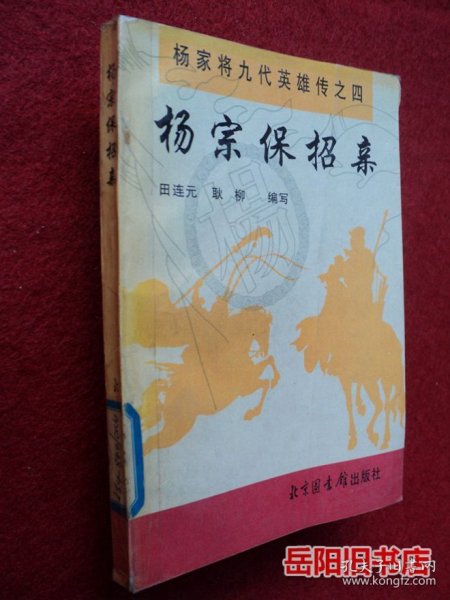 杨家将九代英雄传之四
杨宗保招亲
田连元 耿柳 编写
杨
北京图书馆出版社
杨宗保招亲
岳阳旧书店
www.kongfz.com